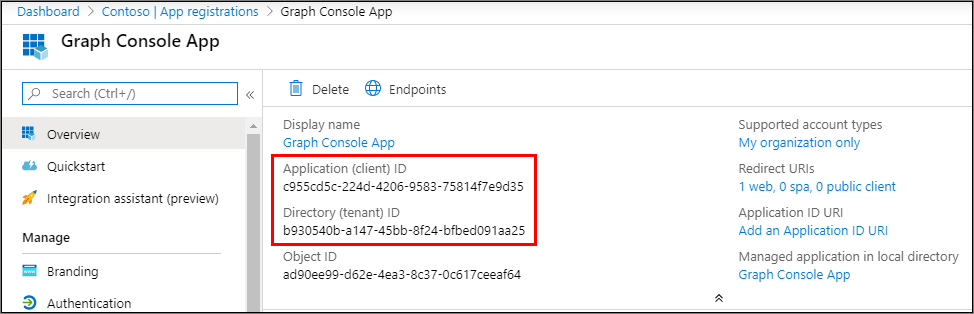 Dashboard > Contoso | App registrations > Graph Console App
Graph Console App
Search (Ctrl+/)
«
Overview
Quickstart
Integration assistant (preview)
Manage
Branding
Authentication
Delete
Endpoints
Display name
Graph Console App
Application (client) ID
c955cd5c-224d-4206-9583-75814f7e9d35
Directory (tenant) ID
b930540b-a147-45bb-8f24-bfbed091aa25
Object ID
ad90ee99-d62e-4ea3-8c37-0c617ceeaf64
Supported account types
My organization only
Redirect URIs
1 web, 0 spa, 0 public client
Application ID URI
Add an Application ID URI
Managed application in local directory
Graph Console App